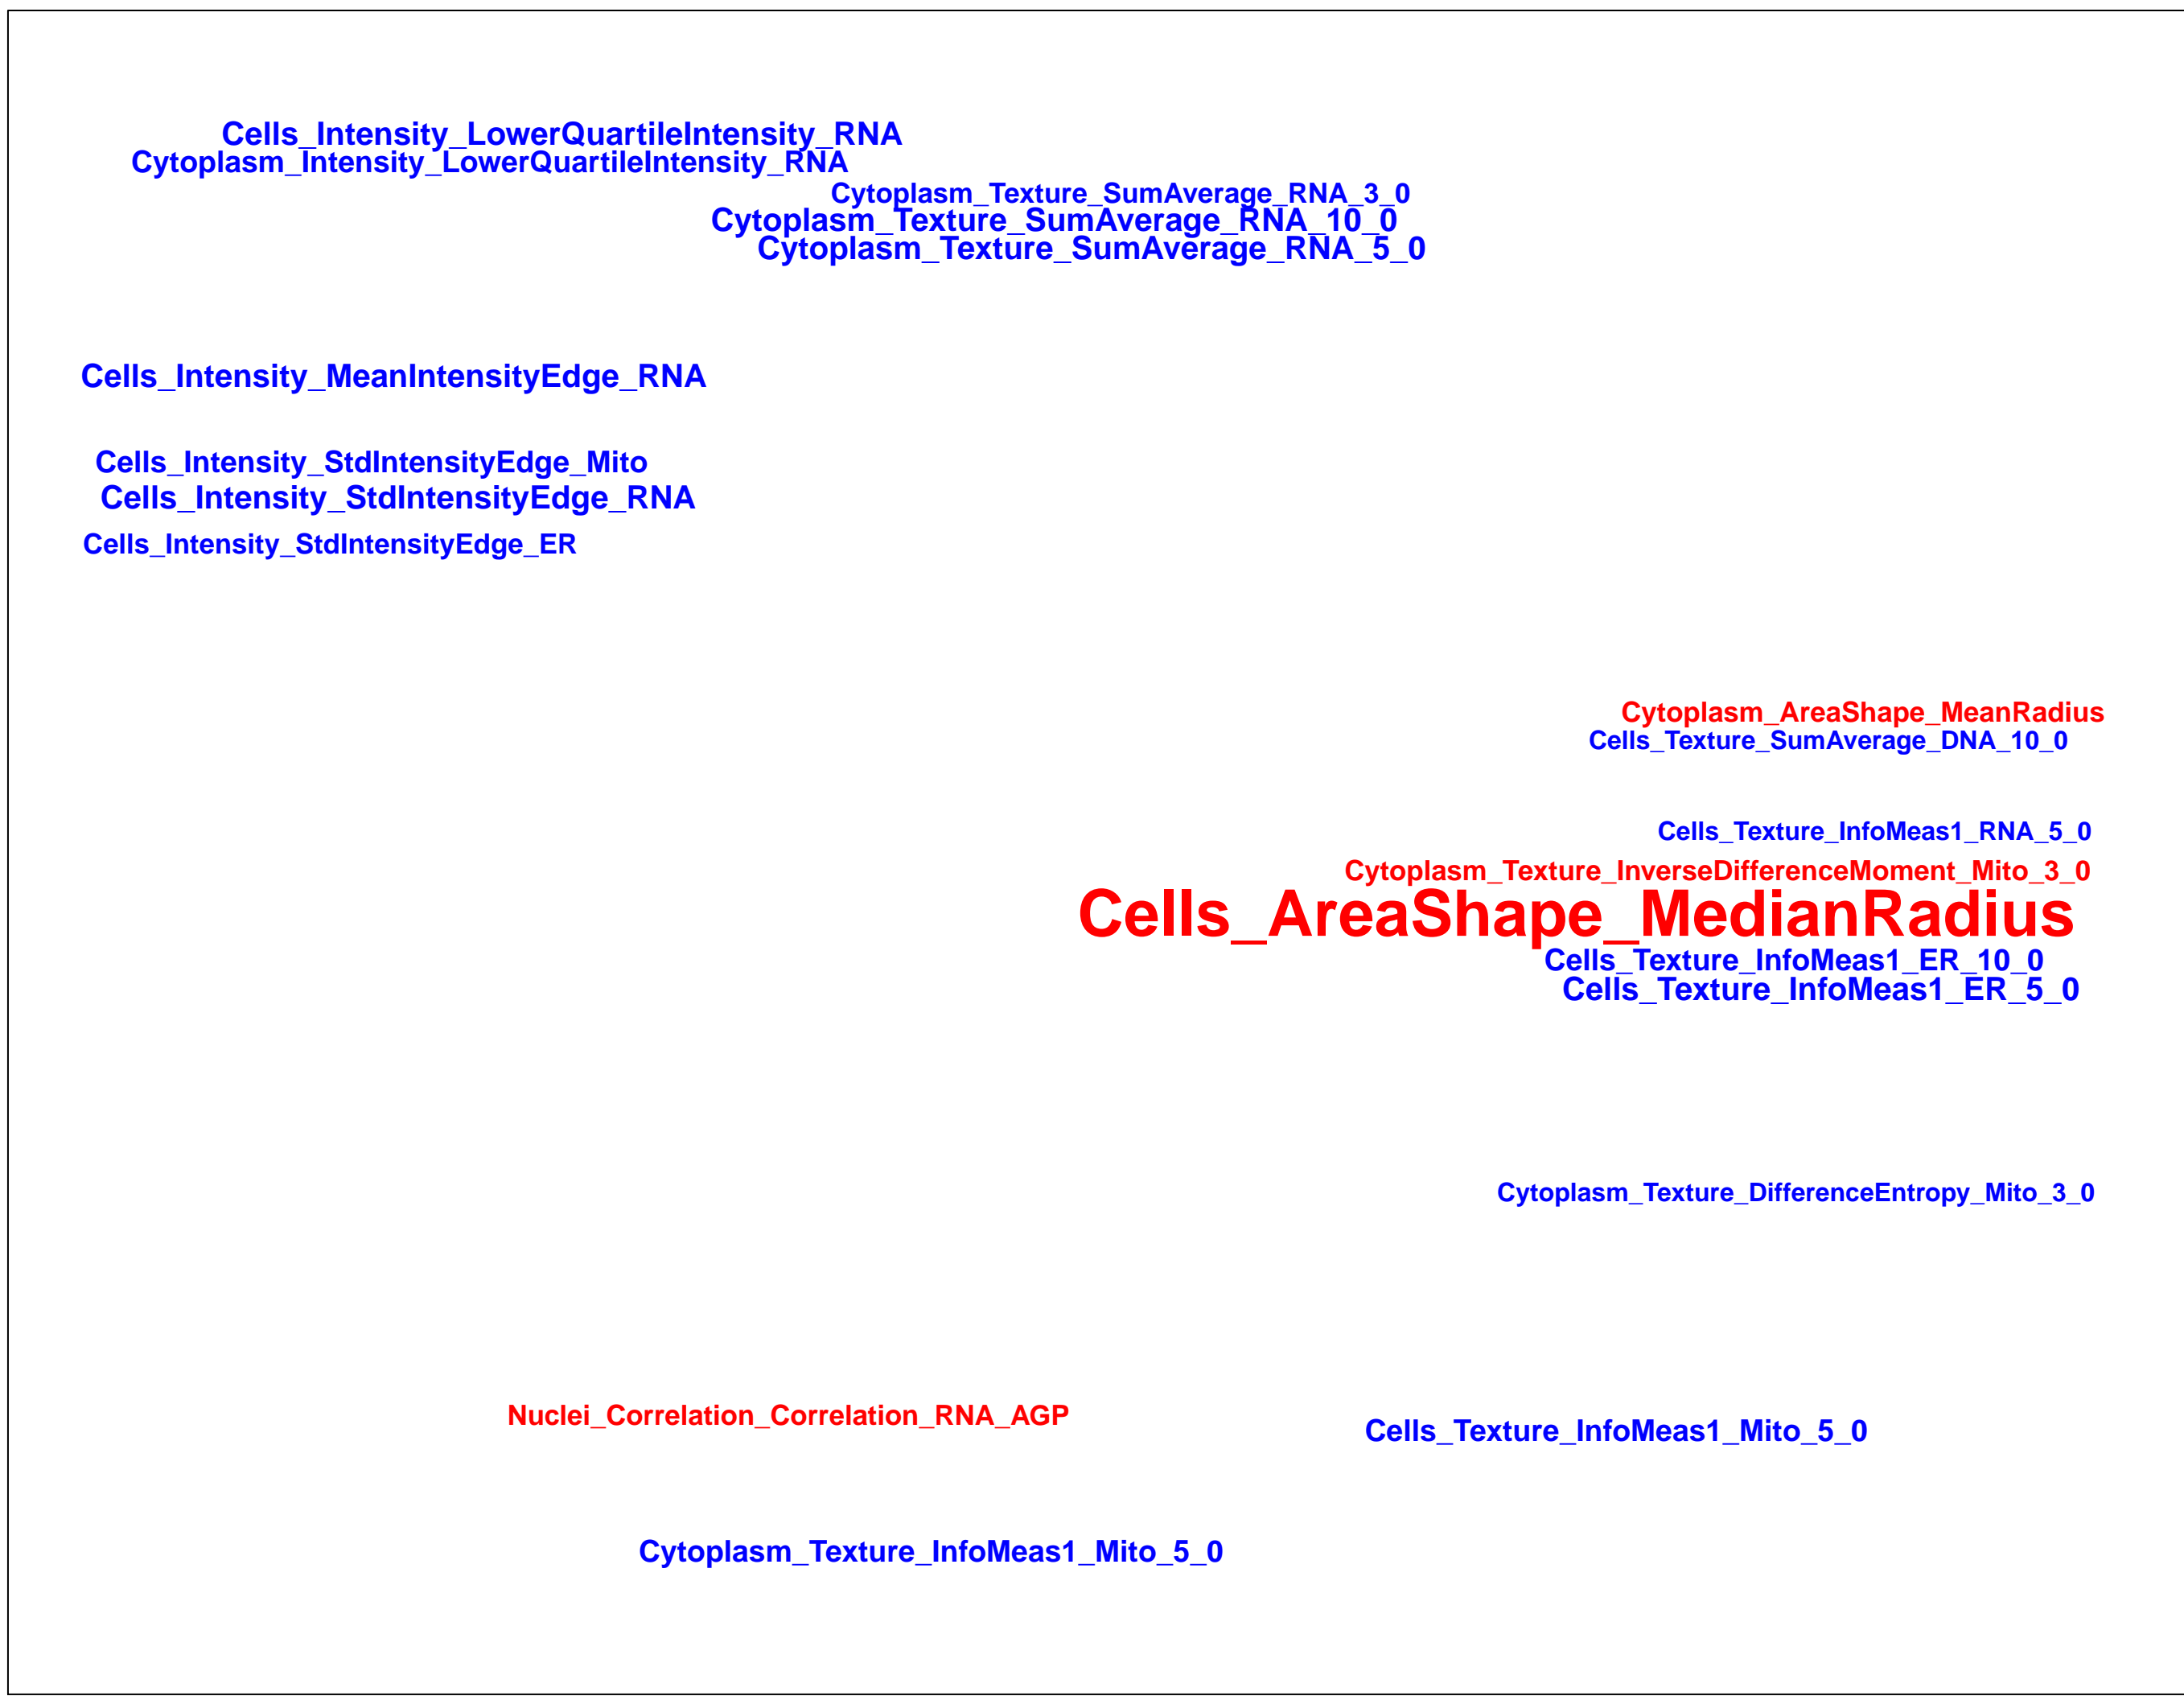 Cells_Intensity_LowerQuartileIntensity_RNA
Cytoplasm_Intensity_LowerQuartileIntensity_RNA
Cytoplasm_Texture_SumAverage_RNA_3_0
Cytoplasm_Texture_SumAverage_RNA_10_0
Cytoplasm_Texture_SumAverage_RNA_5_0
Cells_Intensity_MeanIntensityEdge_RNA
Cells_Intensity_StdIntensityEdge_Mito
Cells_Intensity_StdIntensityEdge_RNA
Cells_Intensity_StdIntensityEdge_ER
Cytoplasm_AreaShape_MeanRadius
Cells_Texture_SumAverage_DNA_10_0
Cells_Texture_InfoMeas1_RNA_5_0
Cytoplasm_Texture_InverseDifferenceMoment_Mito_3_0
Cells_AreaShape_MedianRadius
Cells_Texture_InfoMeas1_ER_10_0
Cells_Texture_InfoMeas1_ER_5_0
Cytoplasm_Texture_DifferenceEntropy_Mito_3_0
Nuclei_Correlation_Correlation_RNA_AGP
Cells_Texture_InfoMeas1_Mito_5_0
Cytoplasm_Texture_InfoMeas1_Mito_5_0